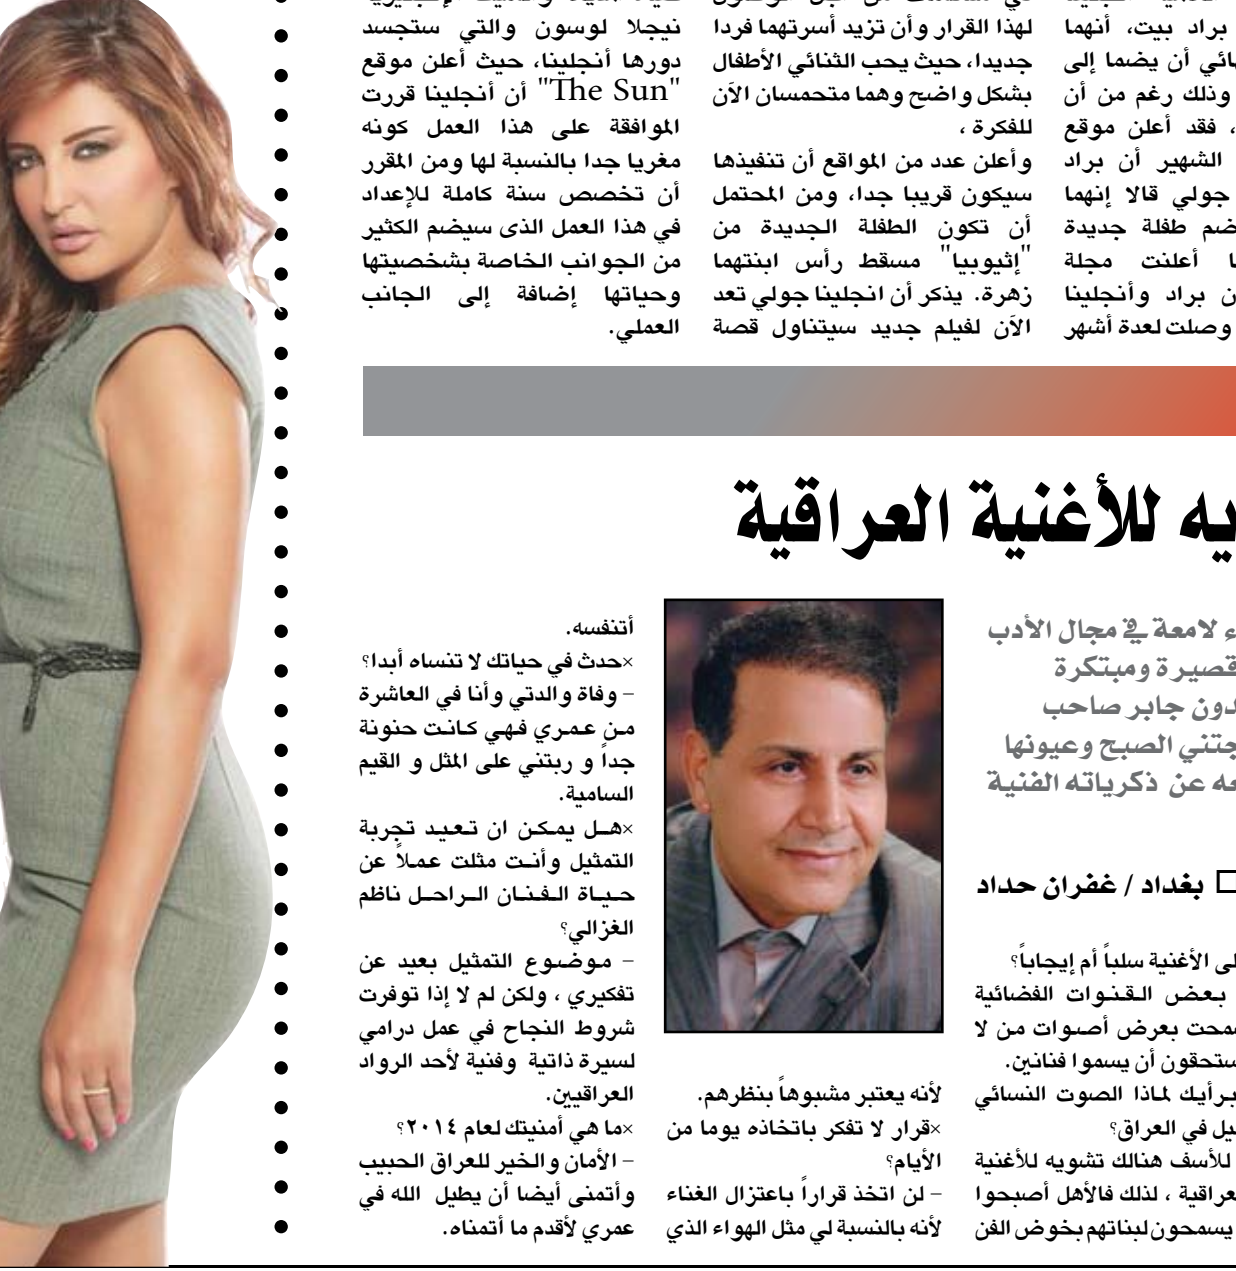 براد بيت، أنهما
أن يضما إلى
وذلك رغم من أن
، فقد أعلن موقع
الشهير أن براد
جولي قالا إنهما
طفلة جديدة
أعلنت مجلة
براد وأنجلينا
وصلت لعدة أشهر
لهذا القرار وأن تزيد أسرتهما فردا
جديدا، حيث يحب الثنائي الأطفال
بشكل واضح وهما متحمسان الآن
للفكرة ،
وأعلن عدد من المواقع أن تنفيذها
سيكون قريبا جدا، ومن المحتمل
أن تكون الطفلة الجديدة من
"إثيوبيا" مسقط رأس ابنتهما
زهرة. يذكر أن انجلينا جولي تعد
الآن لفيلم جديد سيتناول قصة
نيجلا لوسون والتي ستجسد
دورها أنجلينا، حيث أعلن موقع
"The Sun" أن أنجلينا قررت
الموافقة على هذا العمل كونه
مغريا جدا بالنسبة لها ومن المقرر
أن تخصص سنة كاملة للإعداد
في هذا العمل الذى سيضم الكثير
من الجوانب الخاصة بشخصيتها
وحياتها إضافة إلى الجانب
العملي.
يه للأغنية العراقية
ء لامعة في مجال الأدب
قصيرة ومبتكرة
دون جابر صاحب
جتني الصبح وعيونها
عه عن ذكرياته الفنية
بغداد / غفران حداد
لى الأغنية سلباً أم إيجاباً؟
بعض القنوات الفضائية
سمحت بعرض أصوات من لا
ستحقون أن يسموا فنانين.
برأيك لماذا الصوت النسائي
يل في العراق؟
للأسف هنالك تشويه للأغنية
عراقية ، لذلك فالأهل أصبحوا
يسمحون لبناتهم بخوض الفن
لأنه يعتبر مشبوهاً بنظرهم.
×قرار لا تفكر باتخاذه يوما من
الأيام؟
– لن اتخذ قراراً باعتزال الغناء
لأنه بالنسبة لي مثل الهواء الذي
أتنفسه.
×حدث في حياتك لا تنساه أبدا؟
– وفاة والدتي وأنا في العاشرة
من عمري فهي كانت حنونة
جداً و ربتني على المثل و القيم
السامية.
×هل يمكن ان تعيد تجربة
التمثيل وأنت مثلت عملاً عن
حياة الفنان الراحل ناظم
الغزالي؟
– موضوع التمثيل بعيد عن
تفكيري ، ولكن لم لا إذا توفرت
شروط النجاح في عمل درامي
لسيرة ذاتية وفنية لأحد الرواد
العراقيين.
×ما هي أمنيتك لعام ٢٠١٤؟
– الأمان والخير للعراق الحبيب
وأتمنى أيضا أن يطيل الله في
عمري لأقدم ما أتمناه.